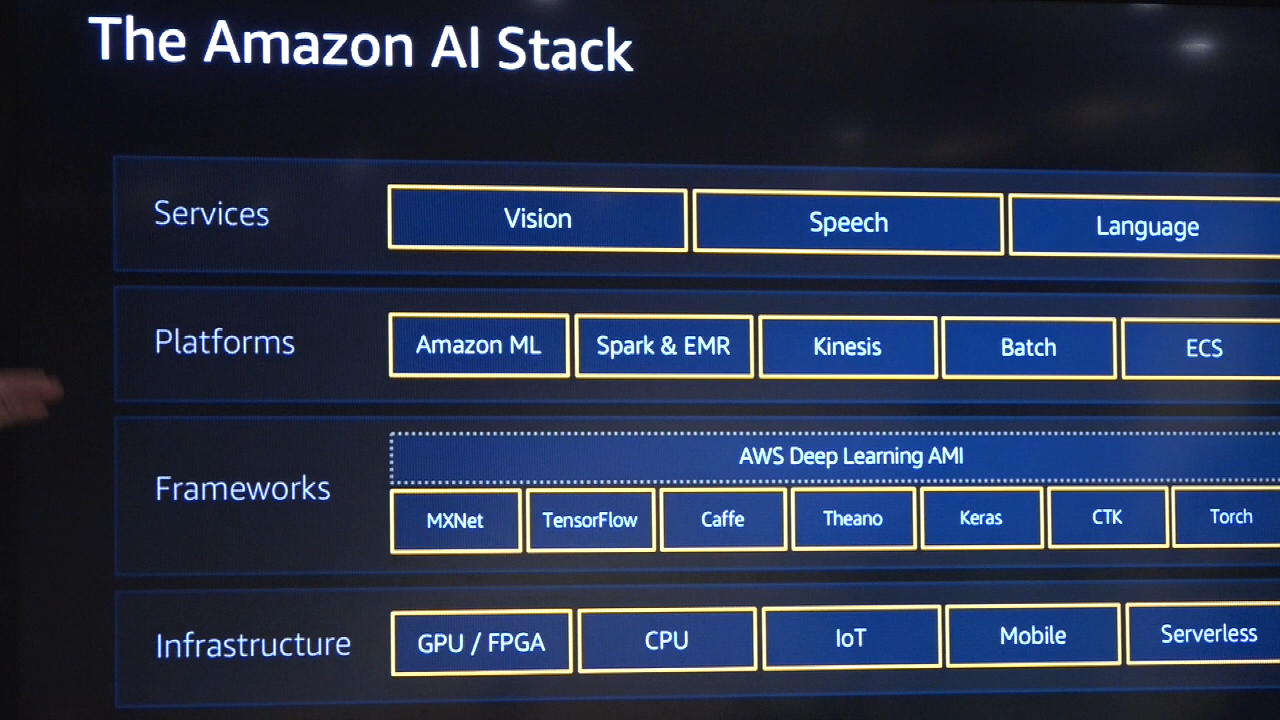 The Amazon AI Stack
Services
Vision
Speech
Language
Platforms
Amazon ML
Spark & EMR
Kinesis
Batch
ECS
Frameworks
AWS Deep Learning AMI
MXNet
TensorFlow
Caffe
Theano
Keras
CTK
Torch
Infrastructure
GPU / FPGA
CPU
IoT
Mobile
Serverless